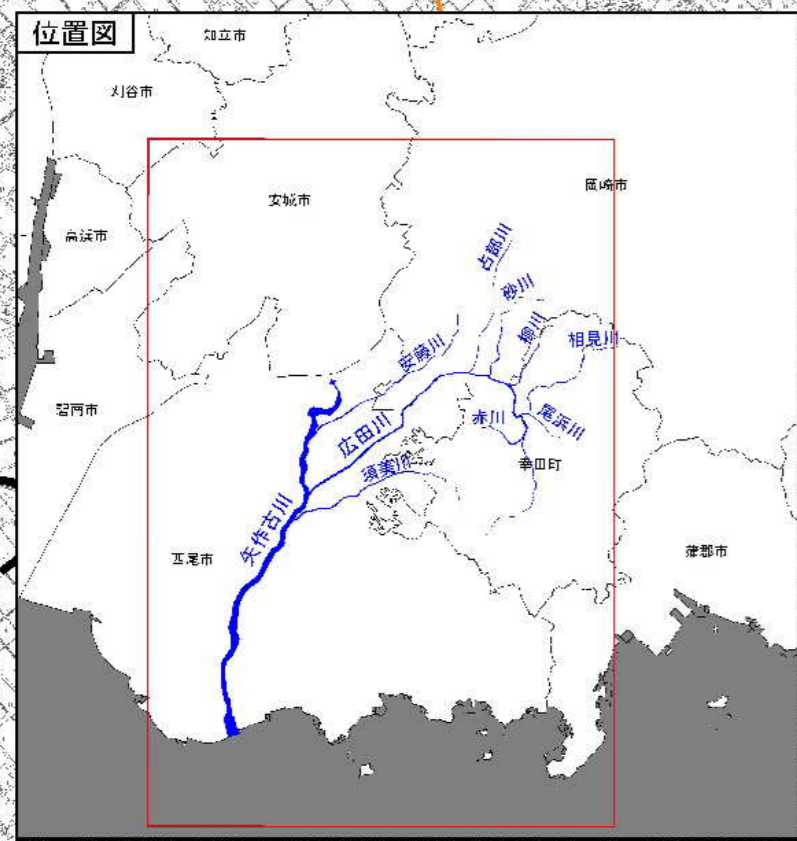 位置図
知立市
刈谷市
岡崎市
安城市
高浜市
占部川
砂川
柳川
相見川
安藤川
碧南市
広田川
赤川
尾浜川
須美川
幸田町
矢作古川
西尾市
蒲郡市